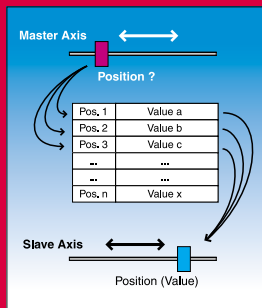 Master Axis
Position ?
Pos. 1 Value a
Pos. 2 Value b
Pos. 3 Value c
... ...
... ...
Pos. n Value x
Slave Axis
Position (Value)